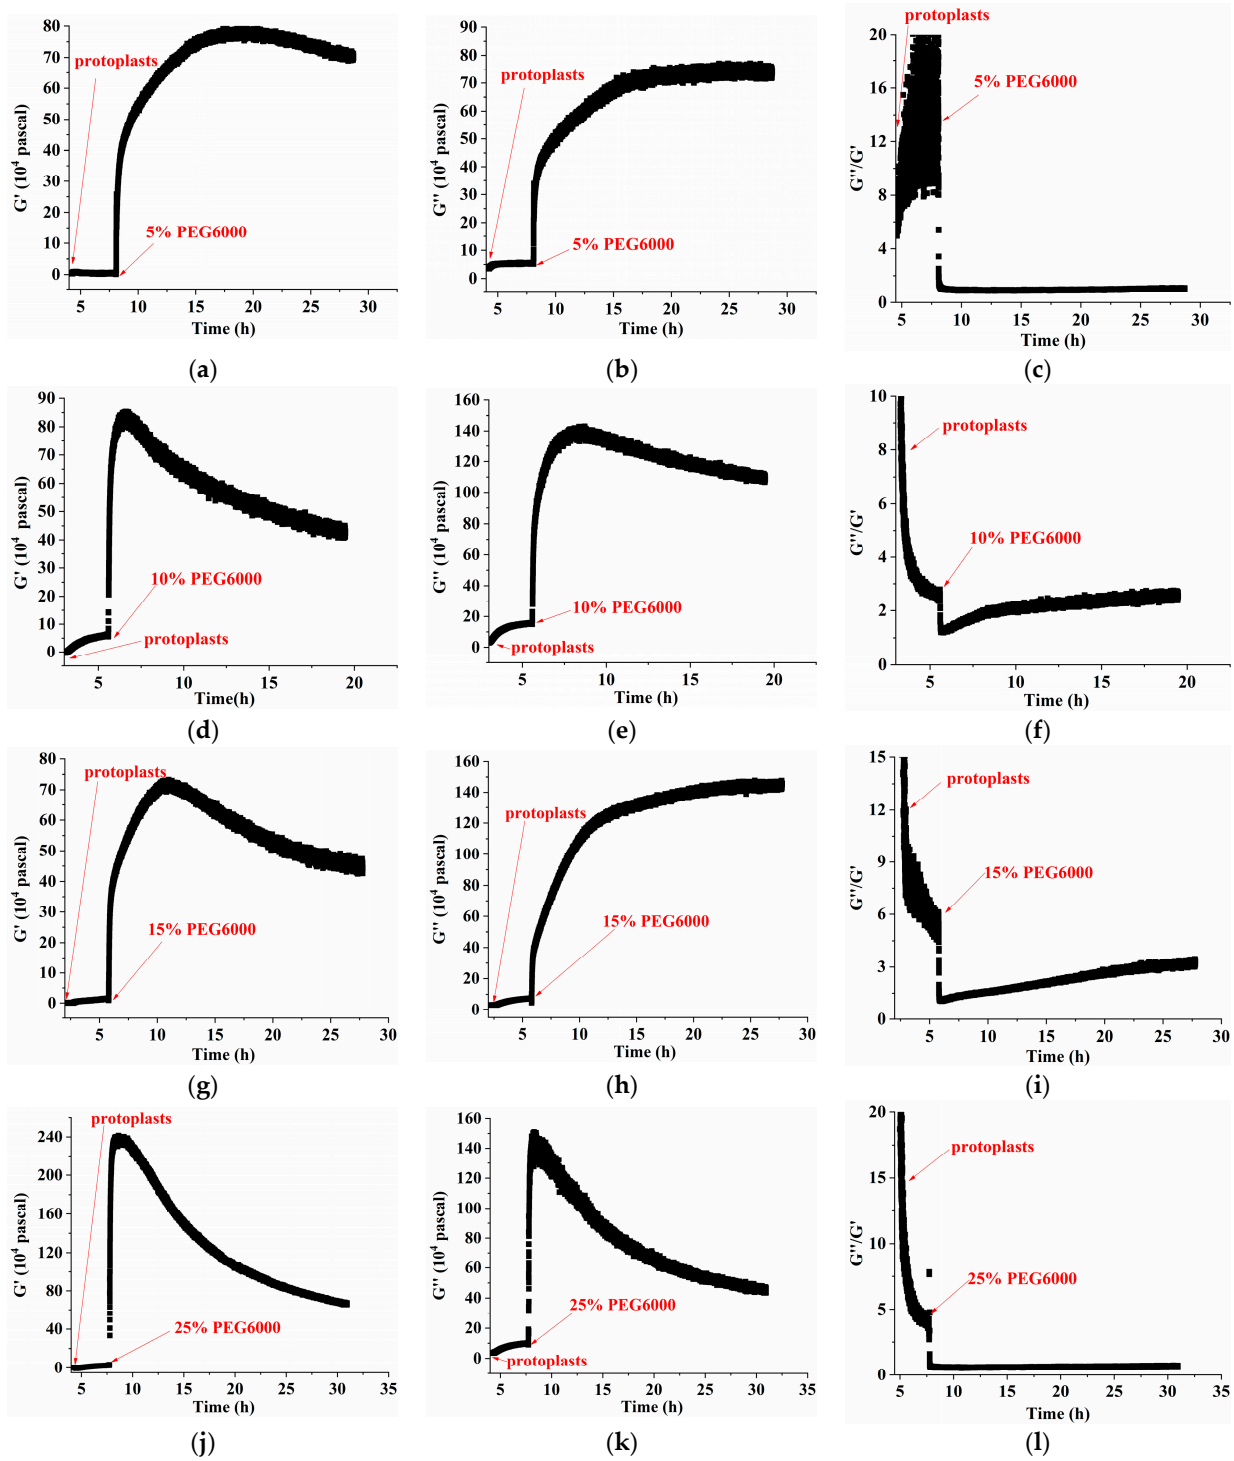 80
70
60
50
40
30
20
10
0
G' (10⁴ pascal)
protoplasts
5% PEG6000
5 10 15 20 25 30
Time (h)
(a)
90
80
70
60
50
40
30
20
10
0
G'' (10⁴ pascal)
protoplasts
5% PEG6000
5 10 15 20 25 30
Time (h)
(b)
20
16
12
8
4
0
G''/G'
protoplasts
5% PEG6000
5 10 15 20 25 30
Time (h)
(c)
90
80
70
60
50
40
30
20
10
0
G' (10⁴ pascal)
10% PEG6000
protoplasts
5 10 15 20
Time(h)
(d)
160
140
120
100
80
60
40
20
0
G'' (10⁴ pascal)
10% PEG6000
protoplasts
5 10 15 20
Time (h)
(e)
10
8
6
4
2
0
G''/G'
protoplasts
10% PEG6000
5 10 15 20
Time (h)
(f)
80
70
60
50
40
30
20
10
0
G' (10⁴ pascal)
protoplasts
15% PEG6000
5 10 15 20 25 30
Time (h)
(g)
160
140
120
100
80
60
40
20
0
G'' (10⁴ pascal)
protoplasts
15% PEG6000
5 10 15 20 25 30
Time (h)
(h)
15
12
9
6
3
0
G''/G'
protoplasts
15% PEG6000
5 10 15 20 25 30
Time (h)
(i)
240
200
160
120
80
40
0
G' (10⁴ pascal)
protoplasts
25% PEG6000
5 10 15 20 25 30 35
Time (h)
(j)
160
140
120
100
80
60
40
20
0
G'' (10⁴ pascal)
25% PEG6000
protoplasts
5 10 15 20 25 30 35
Time (h)
(k)
20
15
10
5
0
G''/G'
protoplasts
25% PEG6000
5 10 15 20 25 30 35
Time (h)
(l)